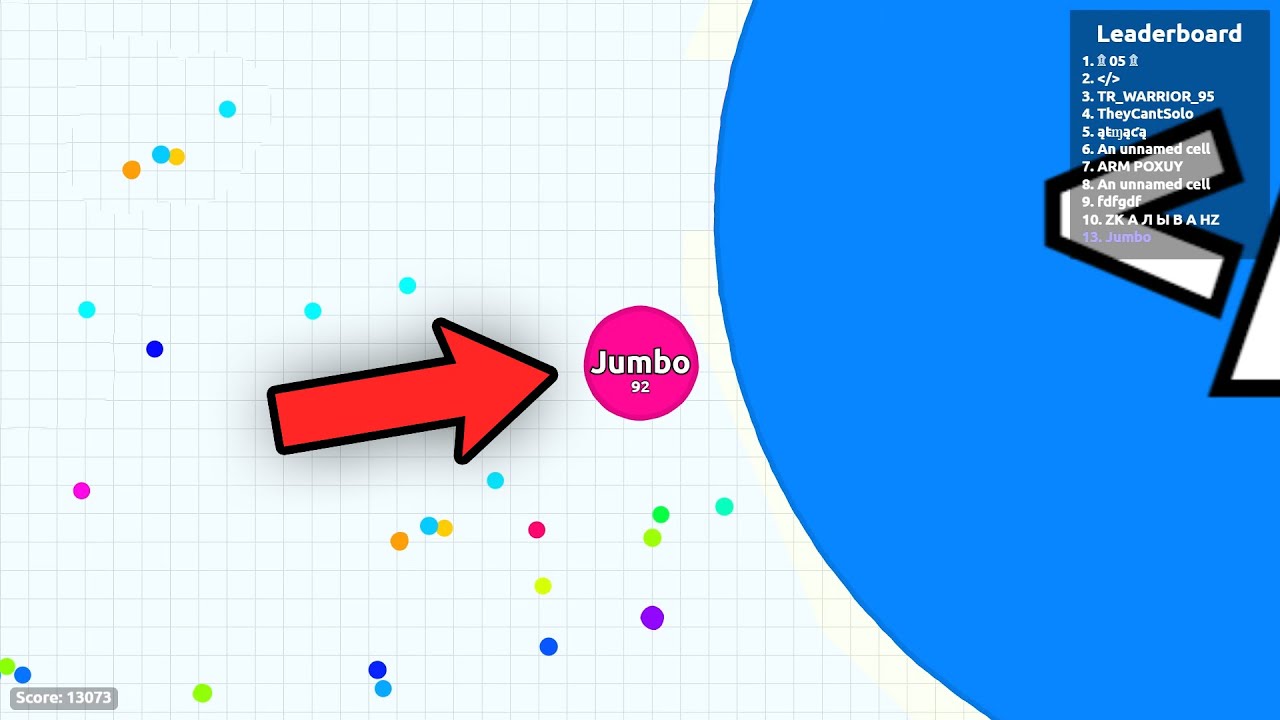 Leaderboard
1. 🏛 05 🏛
2. </>
3. TR_WARRIOR_95
4. TheyCantSolo
5. ąţɱąƈą
6. An unnamed cell
7. ARM POXUY
8. An unnamed cell
9. fdfgdf
10. ZK А Л Ы В А HZ
13. Jumbo
Jumbo
92
Score: 13073